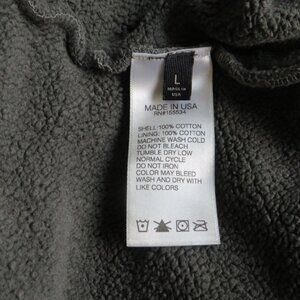 L
MADE IN
USA
MADE IN USA
RN#155534
SHELL:100% COTTON
LINING: 100% COTTON
MACHINE WASH COLD
DO NOT BLEACH
TUMBLE DRY LOW
NORMAL CYCLE
DO NOT IRON
COLOR MAY BLEED
WASH AND DRY WITH
LIKE COLORS